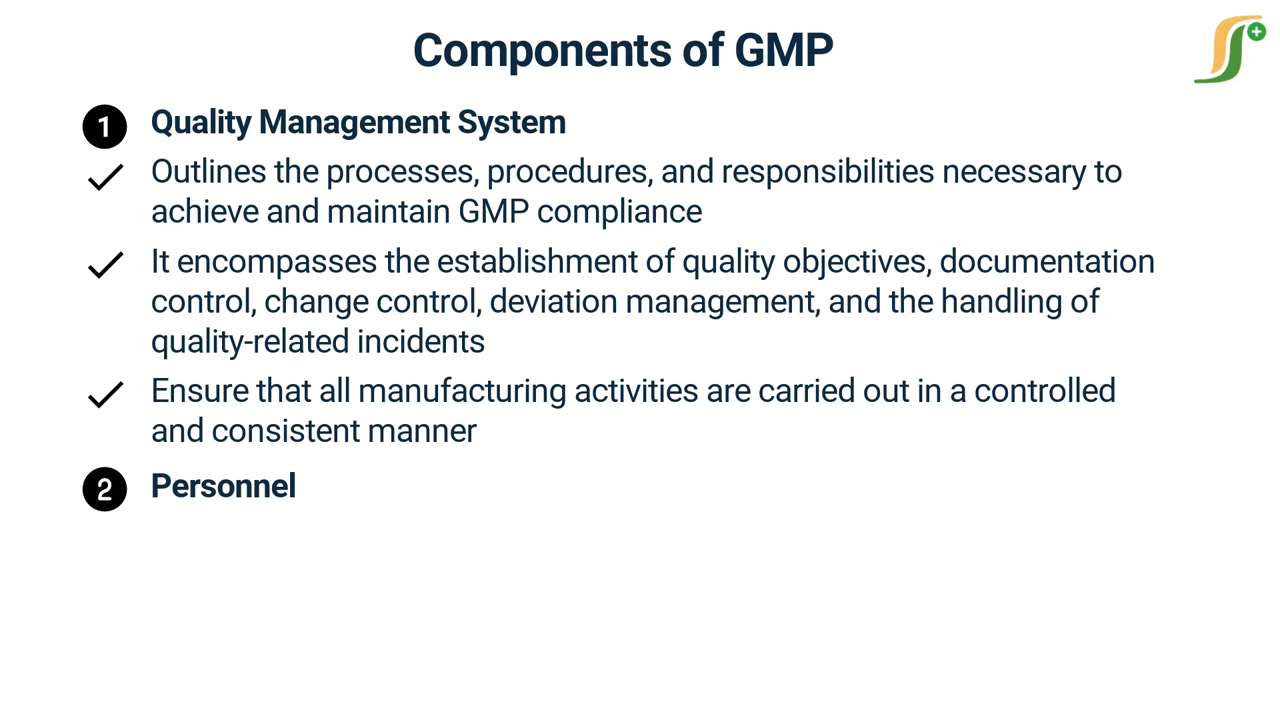 Components of GMP
1 Quality Management System
Outlines the processes, procedures, and responsibilities necessary to
achieve and maintain GMP compliance
It encompasses the establishment of quality objectives, documentation
control, change control, deviation management, and the handling of
quality-related incidents
Ensure that all manufacturing activities are carried out in a controlled
and consistent manner
2 Personnel